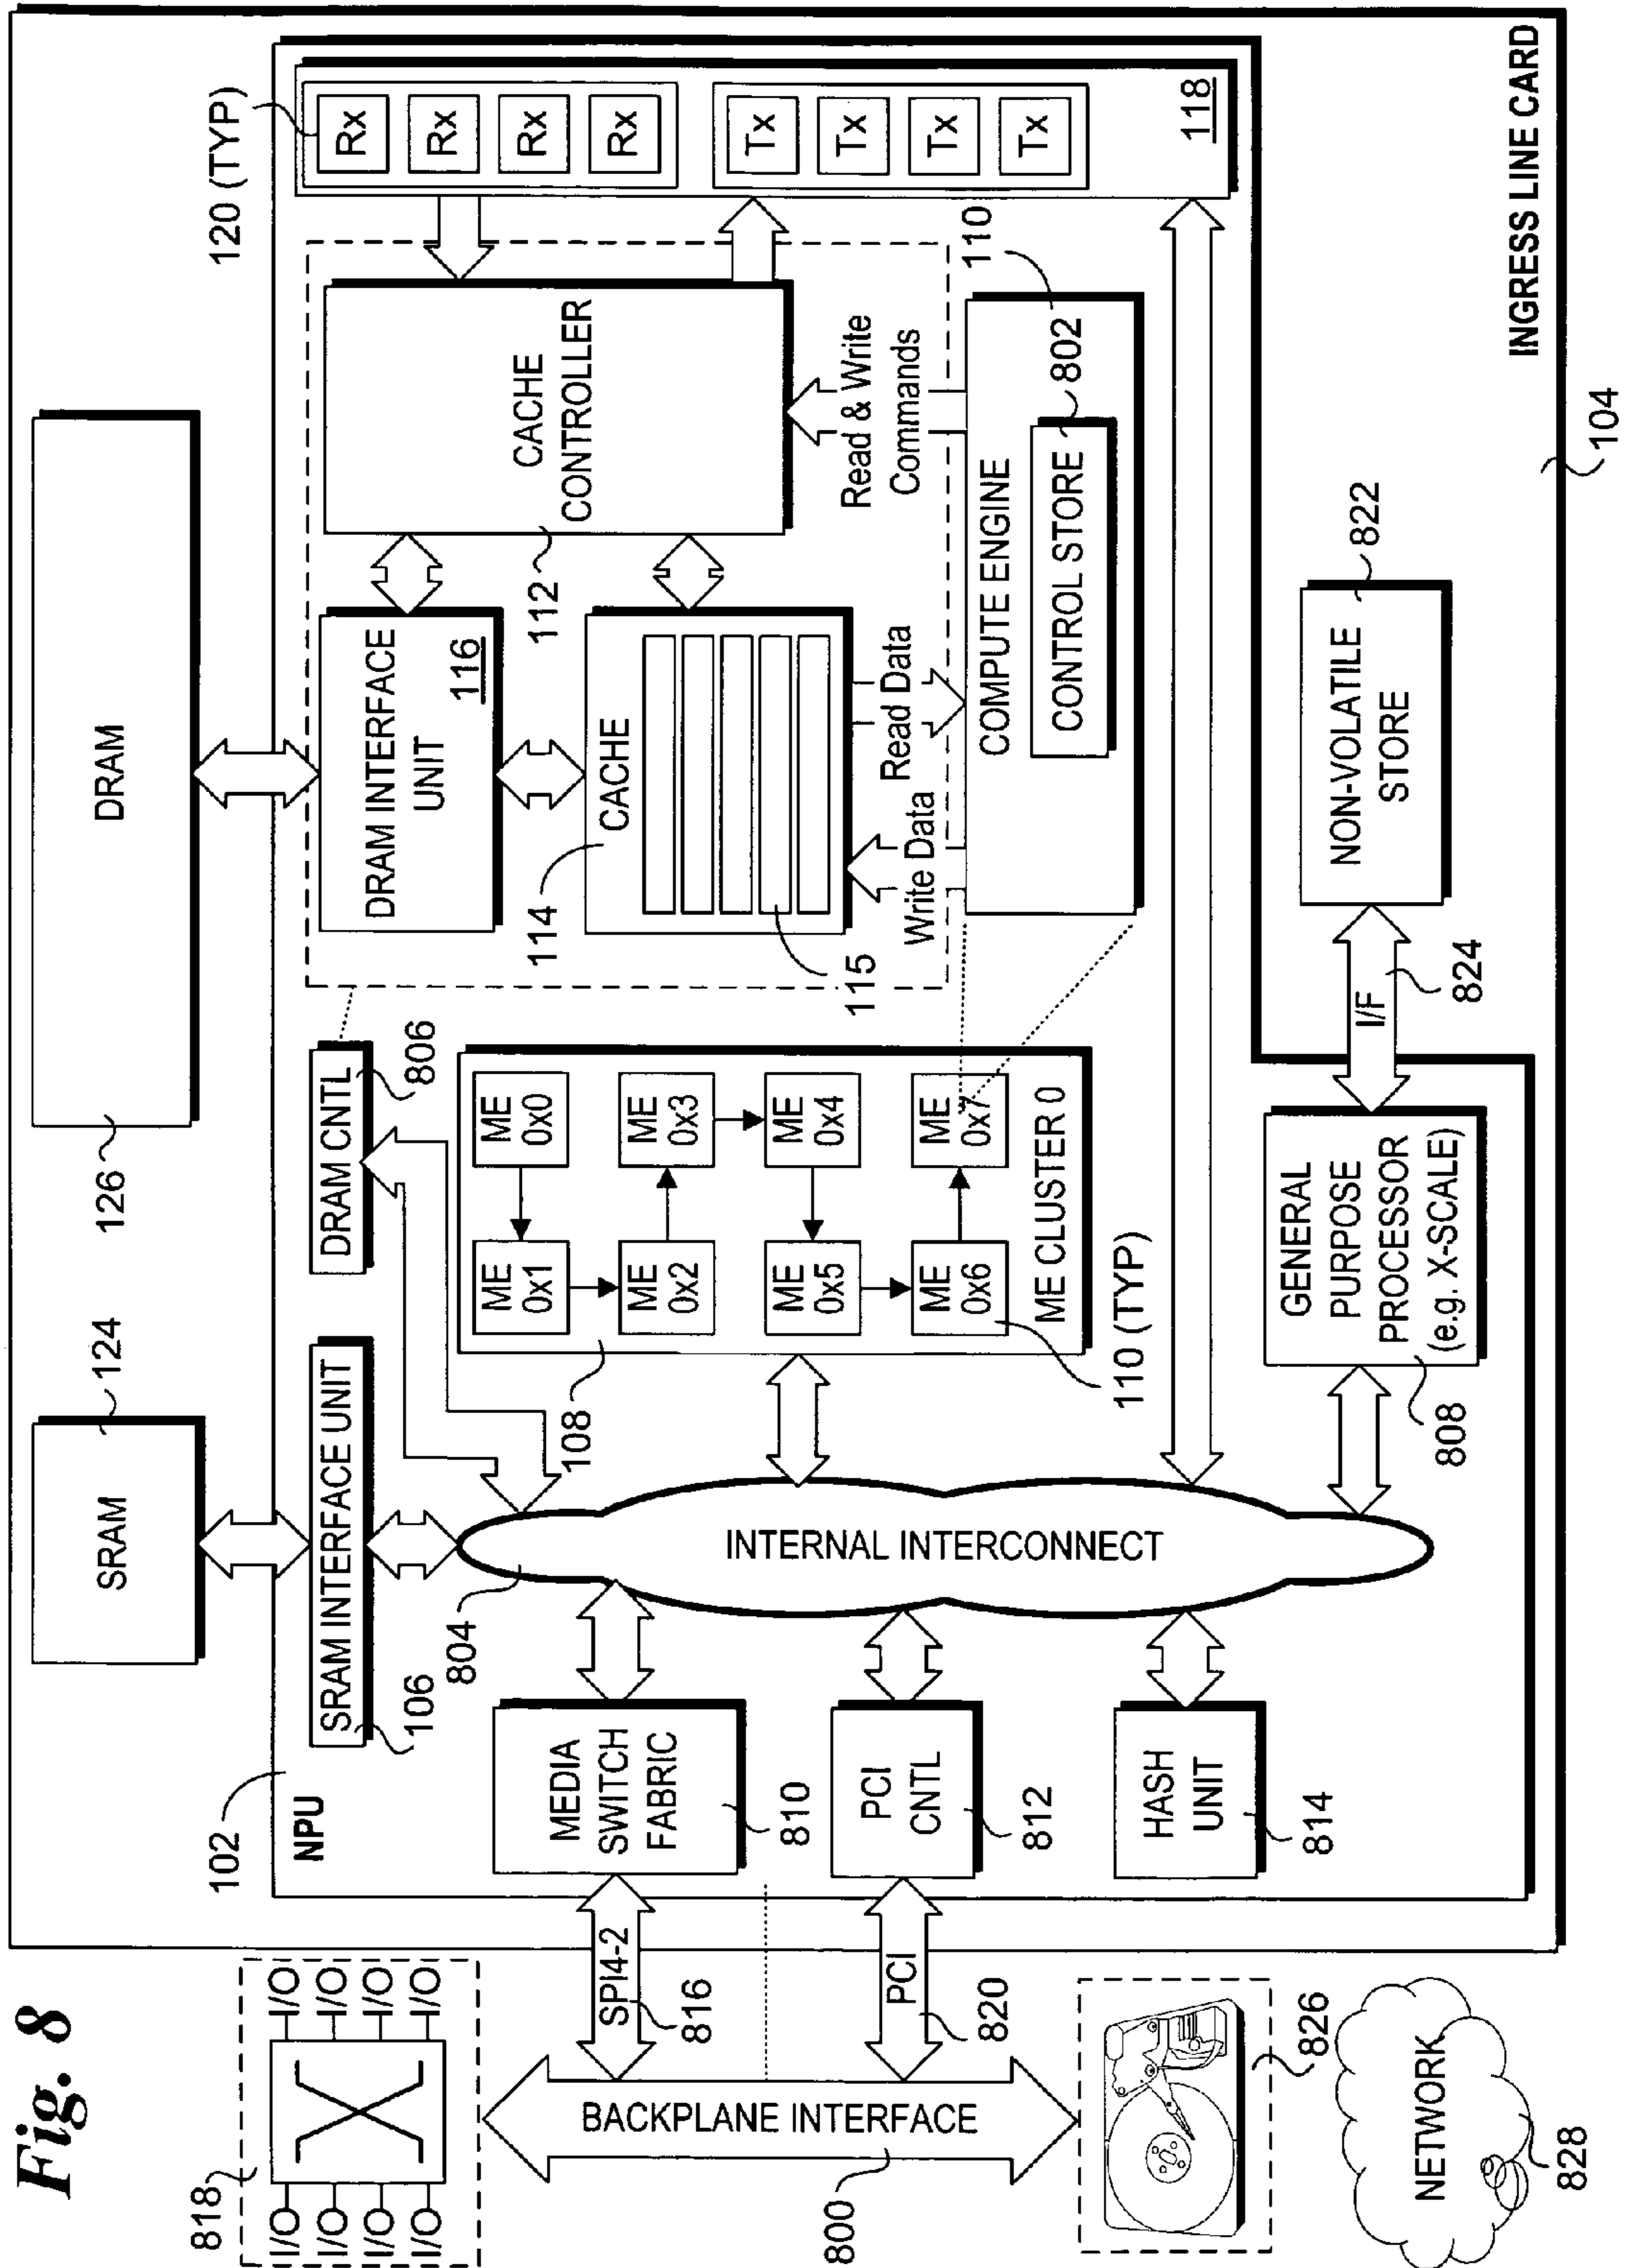 Fig. 8
818
I/O
I/O
I/O
I/O
I/O
I/O
I/O
I/O
BACKPLANE INTERFACE
800
SPI4-2
816
PCI
820
826
NETWORK
828
102
NPU
SRAM
124
SRAM INTERFACE UNIT
106
804
MEDIA
SWITCH
FABRIC
810
PCI
CNTL
812
HASH
UNIT
814
INTERNAL INTERCONNECT
DRAM
126
DRAM CNTL
806
108
ME
0x1
ME
0x0
ME
0x2
ME
0x3
ME
0x5
ME
0x4
ME
0x6
ME
0x7
ME CLUSTER 0
110 (TYP)
GENERAL
PURPOSE
PROCESSOR
(e.g. X-SCALE)
808
I/F
824
NON-VOLATILE
STORE
822
DRAM INTERFACE
UNIT
116
114
CACHE
115
112
CACHE
CONTROLLER
Write Data
Read Data
Read & Write
Commands
COMPUTE ENGINE
CONTROL STORE
802
110
120 (TYP)
Rx
Rx
Rx
Rx
Tx
Tx
Tx
Tx
118
INGRESS LINE CARD
104